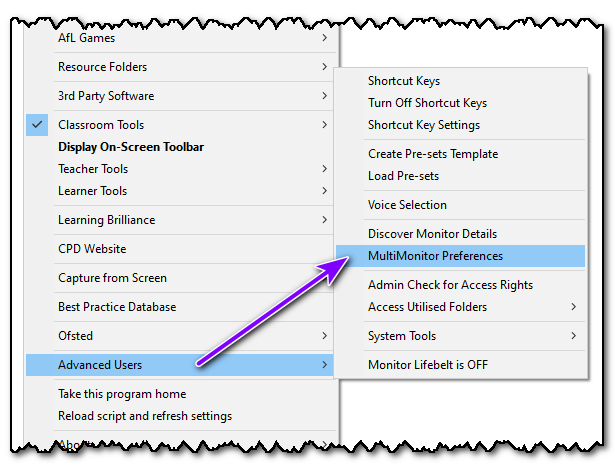 AfL Games
Resource Folders
3rd Party Software
Classroom Tools
Display On-Screen Toolbar
Teacher Tools
Learner Tools
Learning Brilliance
CPD Website
Capture from Screen
Best Practice Database
Ofsted
Advanced Users
Take this program home
Reload script and refresh settings
About
Shortcut Keys
Turn Off Shortcut Keys
Shortcut Key Settings
Create Pre-sets Template
Load Pre-sets
Voice Selection
Discover Monitor Details
MultiMonitor Preferences
Admin Check for Access Rights
Access Utilised Folders
System Tools
Monitor Lifebelt is OFF